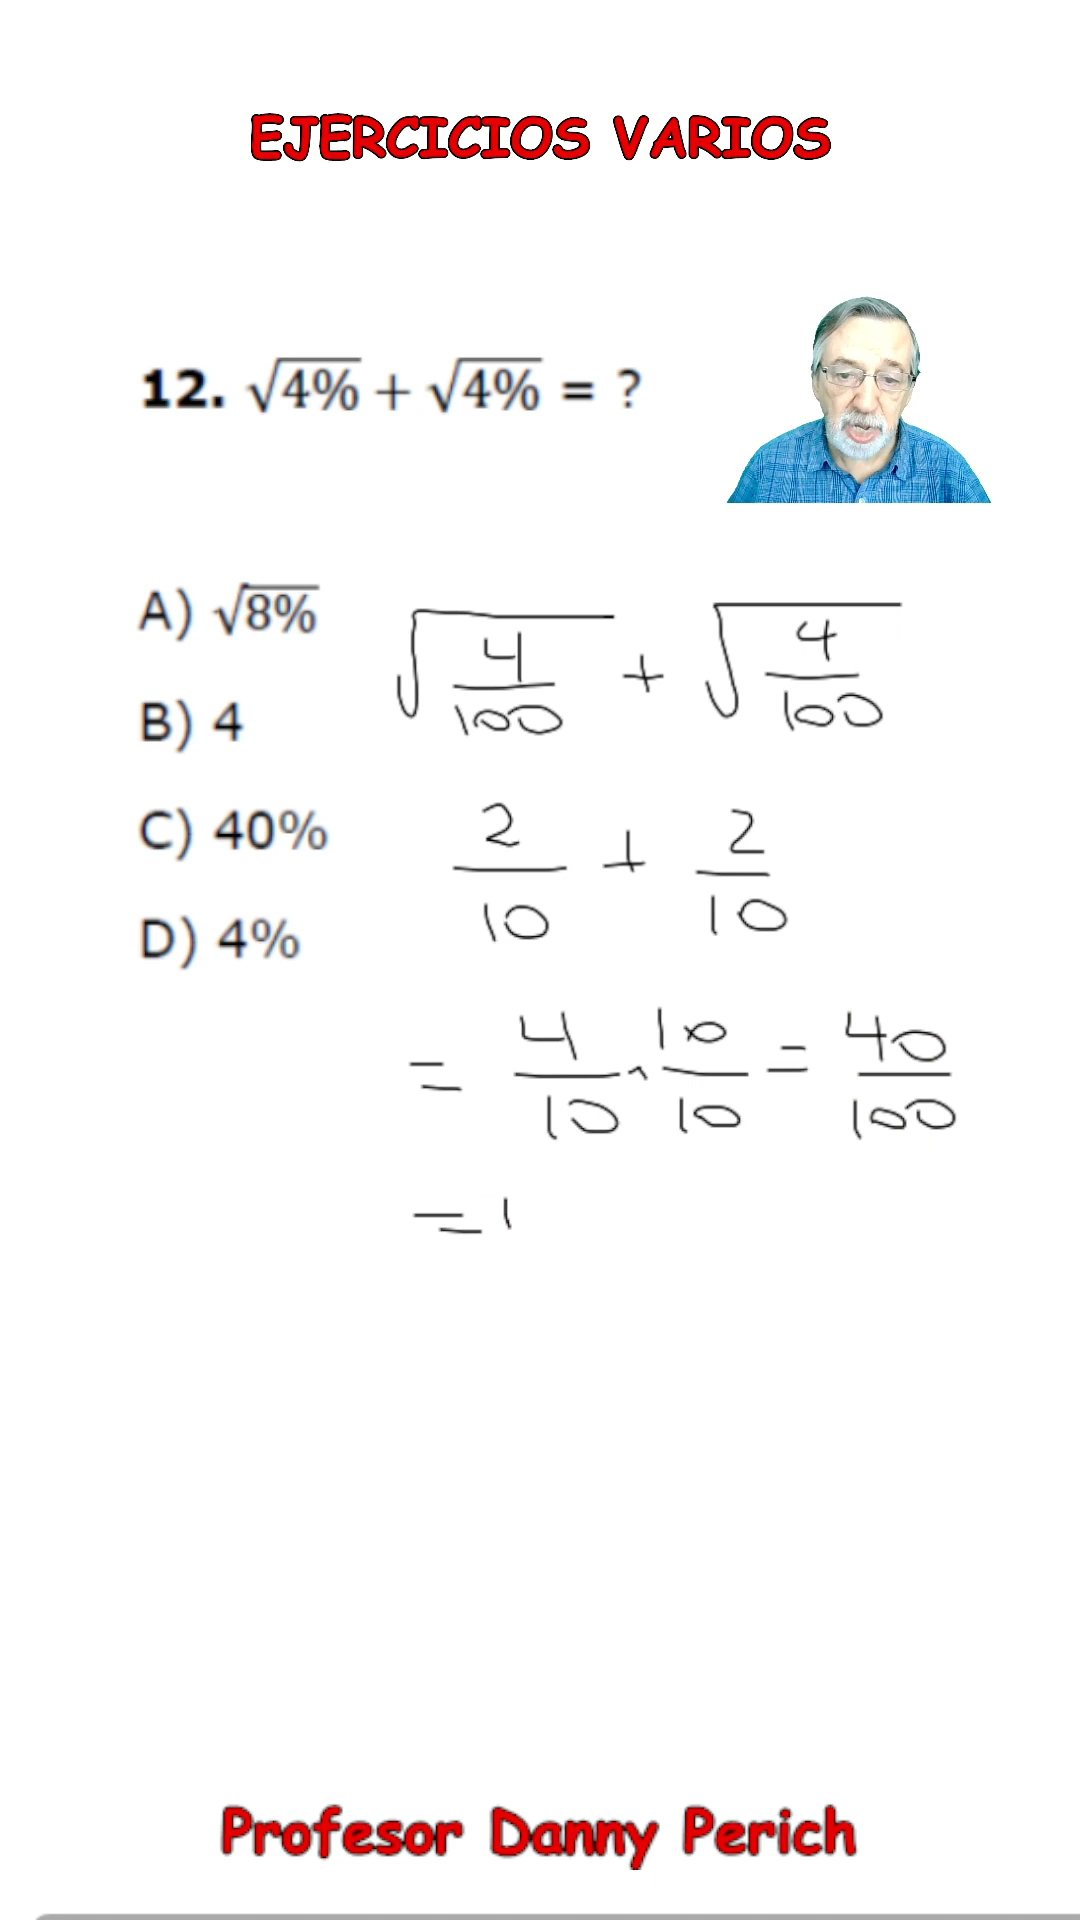 EJERCICIOS VARIOS
12. √4% + √4% = ?
A) √8%
B) 4
C) 40%
D) 4%
√(4/100) + √(4/100)
2/10 + 2/10
= 4/10 · 10/10 = 40/100
=
Profesor Danny Perich